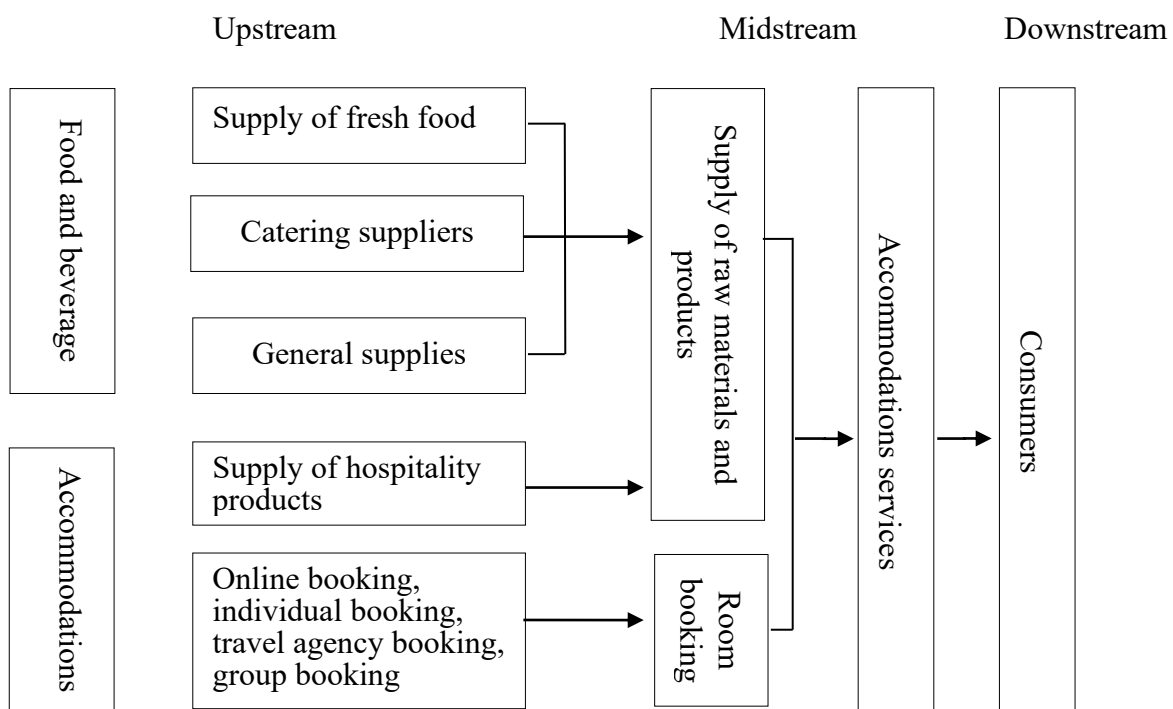 Upstream
Midstream
Downstream
Food and beverage
Supply of fresh food
Catering suppliers
General supplies
Supply of raw materials and
products
Accommodations services
Consumers
Accommodations
Supply of hospitality
products
Online booking,
individual booking,
travel agency booking,
group booking
Room
booking